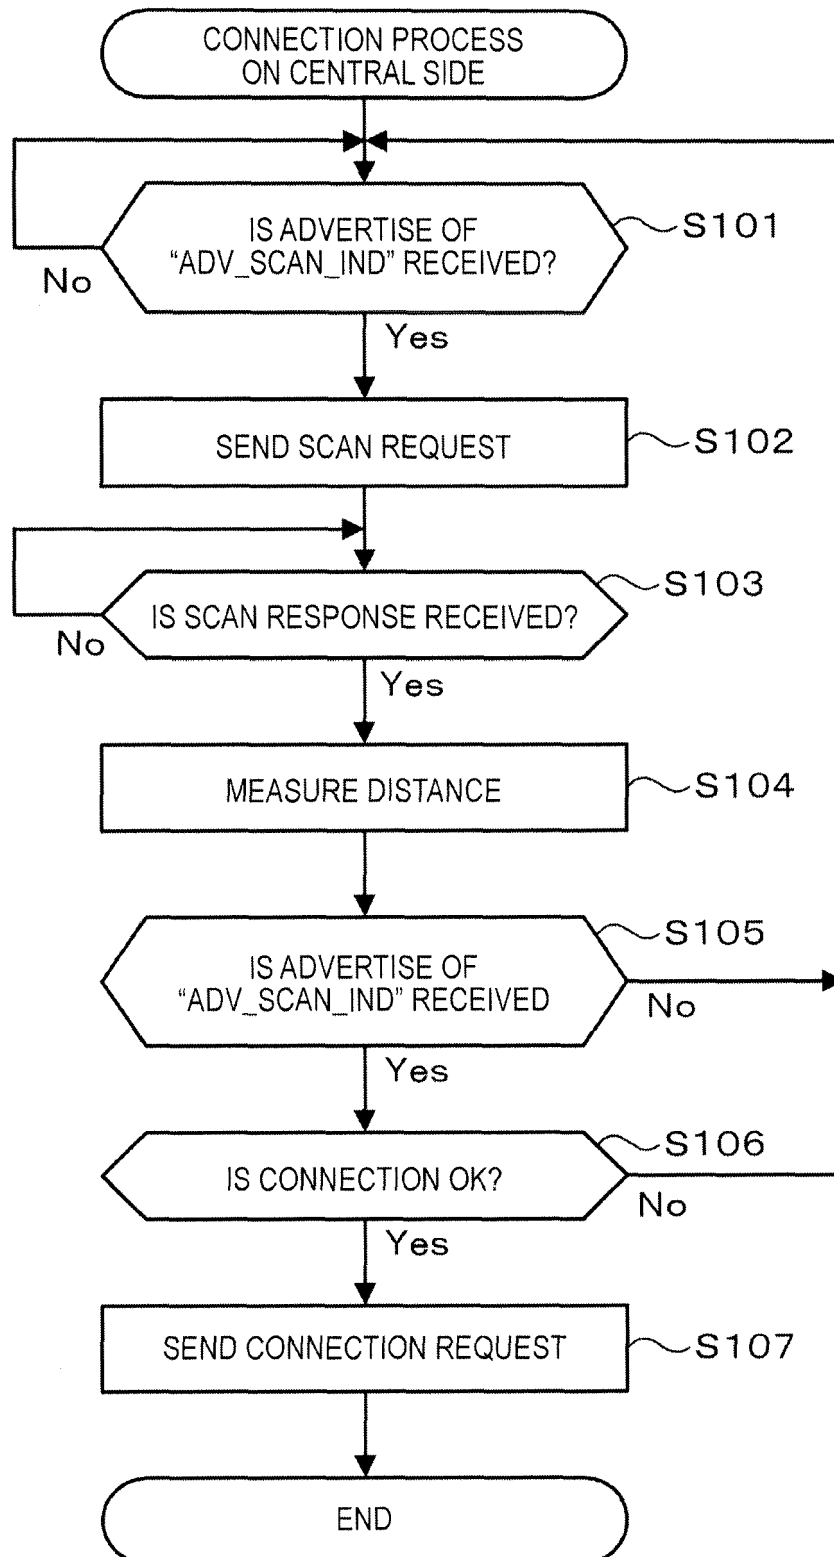 CONNECTION PROCESS
ON CENTRAL SIDE
IS ADVERTISE OF
“ADV_SCAN_IND” RECEIVED?
S101
No
Yes
SEND SCAN REQUEST
S102
IS SCAN RESPONSE RECEIVED?
S103
No
Yes
MEASURE DISTANCE
S104
IS ADVERTISE OF
“ADV_SCAN_IND” RECEIVED
S105
No
Yes
IS CONNECTION OK?
S106
No
Yes
SEND CONNECTION REQUEST
S107
END